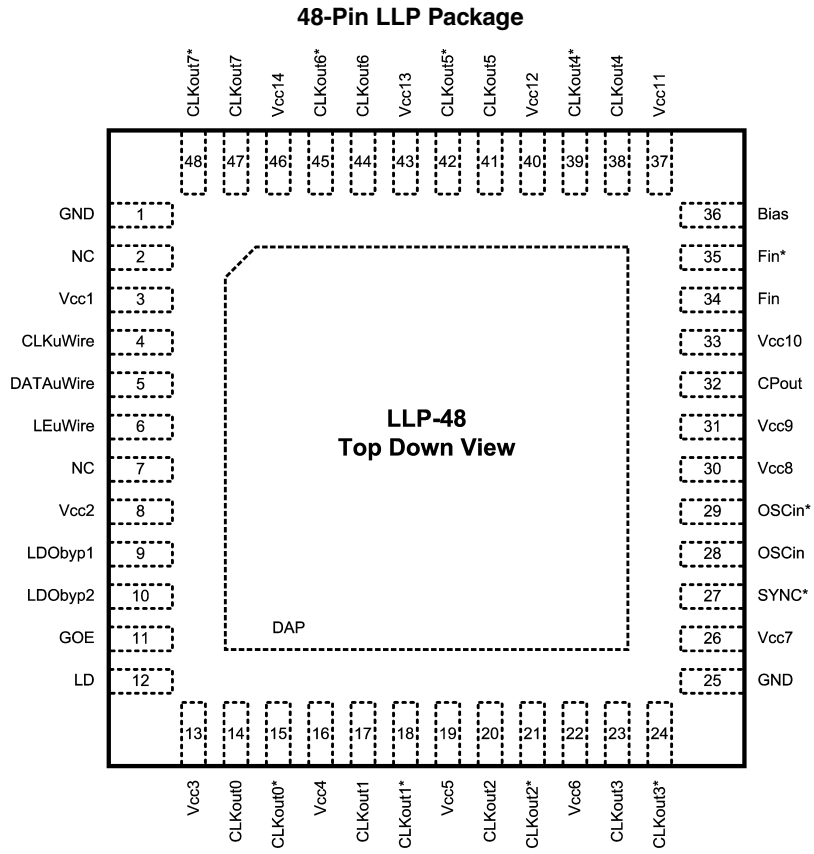 48-Pin LLP Package
CLKout7*
CLKout7
Vcc14
CLKout6*
CLKout6
Vcc13
CLKout5*
CLKout5
Vcc12
CLKout4*
CLKout4
Vcc11
48 47 46 45 44 43 42 41 40 39 38 37
GND 1
NC 2
Vcc1 3
CLKuWire 4
DATAuWire 5
LEuWire 6
NC 7
Vcc2 8
LDObyp1 9
LDObyp2 10
GOE 11
LD 12
LLP-48
Top Down View
DAP
36 Bias
35 Fin*
34 Fin
33 Vcc10
32 CPout
31 Vcc9
30 Vcc8
29 OSCin*
28 OSCin
27 SYNC*
26 Vcc7
25 GND
13 14 15 16 17 18 19 20 21 22 23 24
Vcc3
CLKout0
CLKout0*
Vcc4
CLKout1
CLKout1*
Vcc5
CLKout2
CLKout2*
Vcc6
CLKout3
CLKout3*